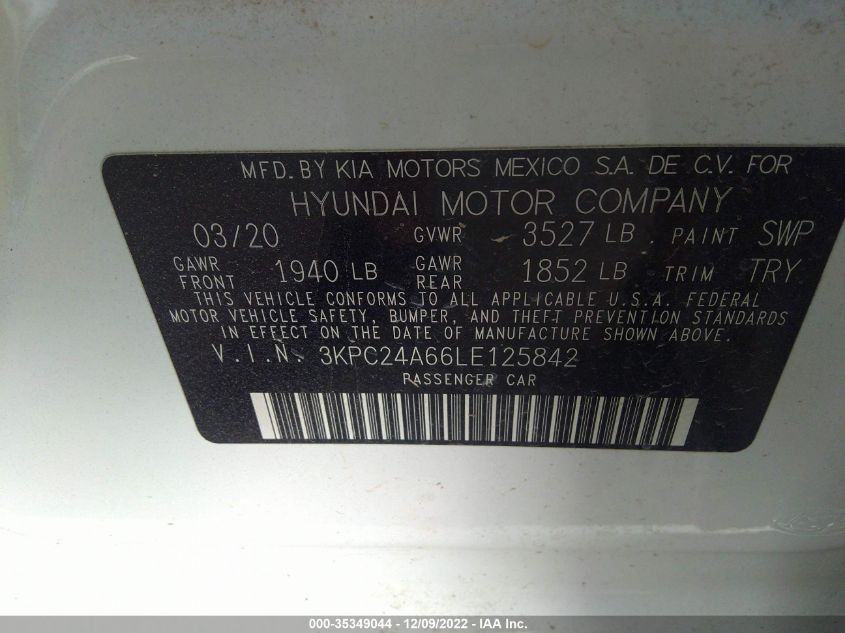 MFD. BY KIA MOTORS MEXICO S.A. DE C.V. FOR
HYUNDAI MOTOR COMPANY
03/20 GVWR 3527 LB. PAINT SWP
GAWR FRONT 1940 LB GAWR REAR 1852 LB TRIM TRY
THIS VEHICLE CONFORMS TO ALL APPLICABLE U.S.A. FEDERAL
MOTOR VEHICLE SAFETY, BUMPER, AND THEFT PREVENTION STANDARDS
IN EFFECT ON THE DATE OF MANUFACTURE SHOWN ABOVE.
V.I.N. 3KPC24A66LE125842
PASSENGER CAR
000-35349044 - 12/09/2022 - 1___IAA, Inc.